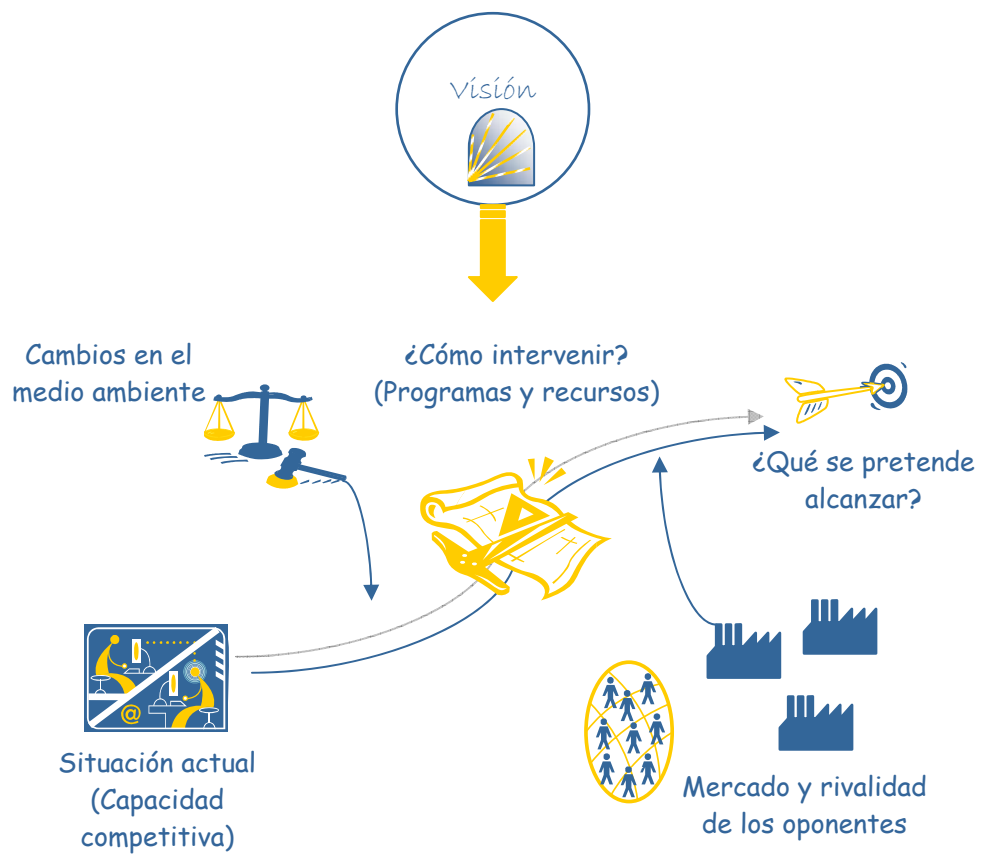 Visión
Cambios en el
medio ambiente
¿Cómo intervenir?
(Programas y recursos)
¿Qué se pretende
alcanzar?
@
Situación actual
(Capacidad
competitiva)
Mercado y rivalidad
de los oponentes